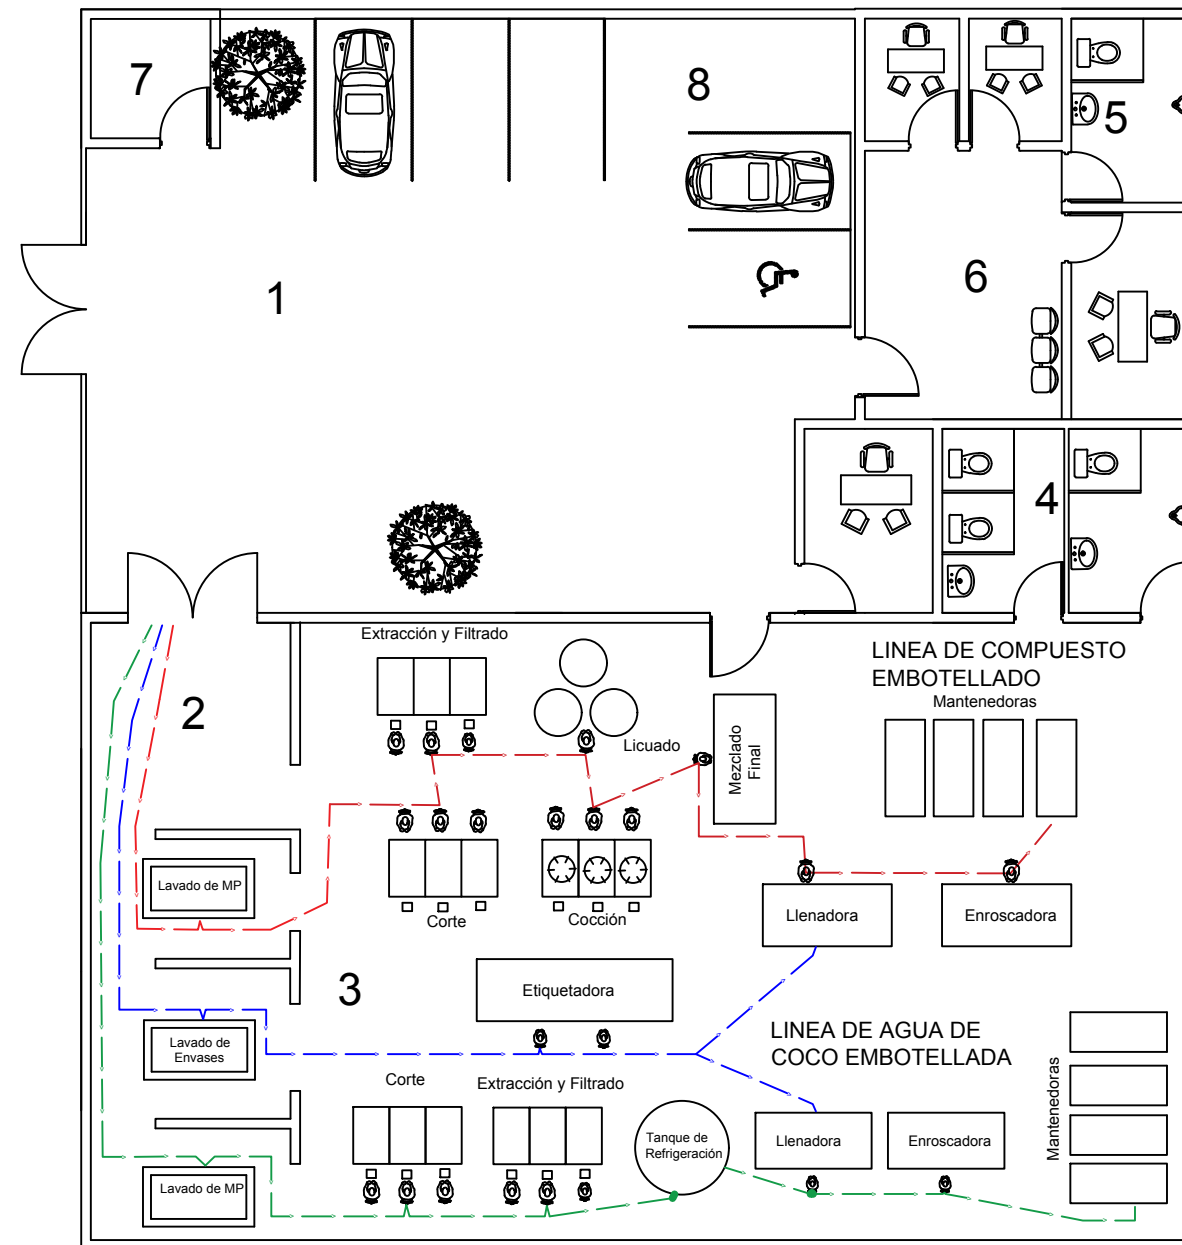 7
8
5
1
6
4
Extracción y Filtrado
LINEA DE COMPUESTO
EMBOTELLADO
Mantenedoras
2
Licuado
Mezclado
Final
Lavado de MP
Corte
Cocción
Llenadora
Enroscadora
3
Etiquetadora
LINEA DE AGUA DE
COCO EMBOTELLADA
Lavado de
Envases
Corte
Extracción y Filtrado
Mantenedoras
Tanque de
Refrigeración
Llenadora
Enroscadora
Lavado de MP